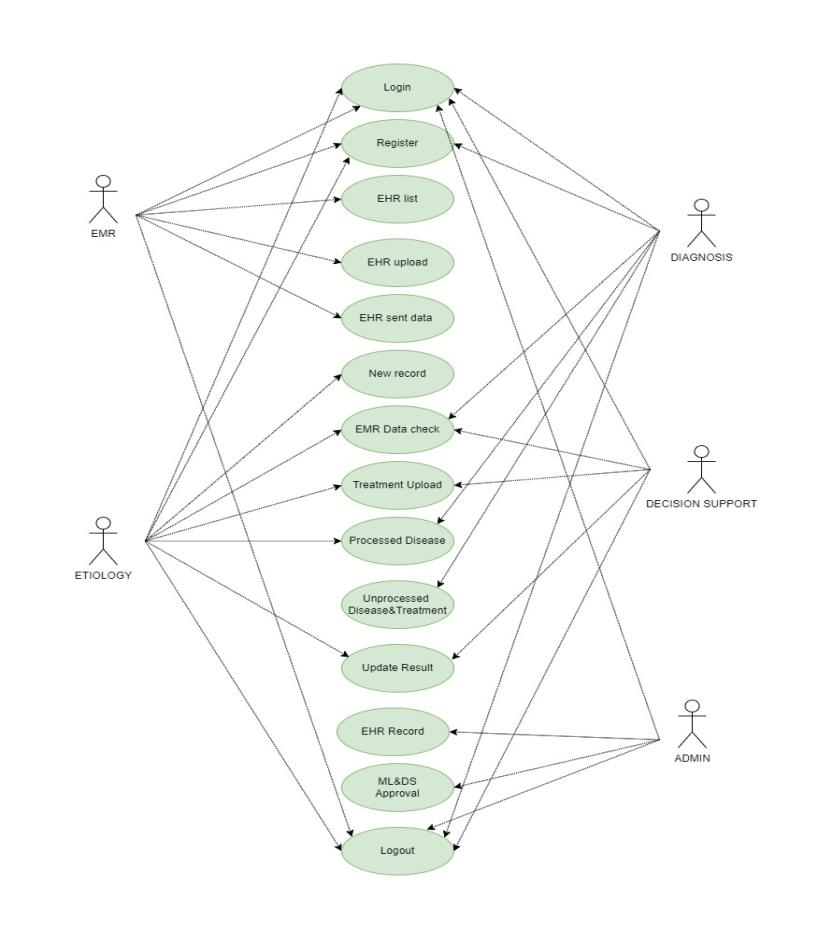 Login
Register
EHR list
EMR
EHR upload
DIAGNOSIS
EHR sent data
New record
EMR Data check
Treatment Upload
DECISION SUPPORT
Processed Disease
ETIOLOGY
Unprocessed
Disease&Treatment
Update Result
EHR Record
ADMIN
ML&DS
Approval
Logout